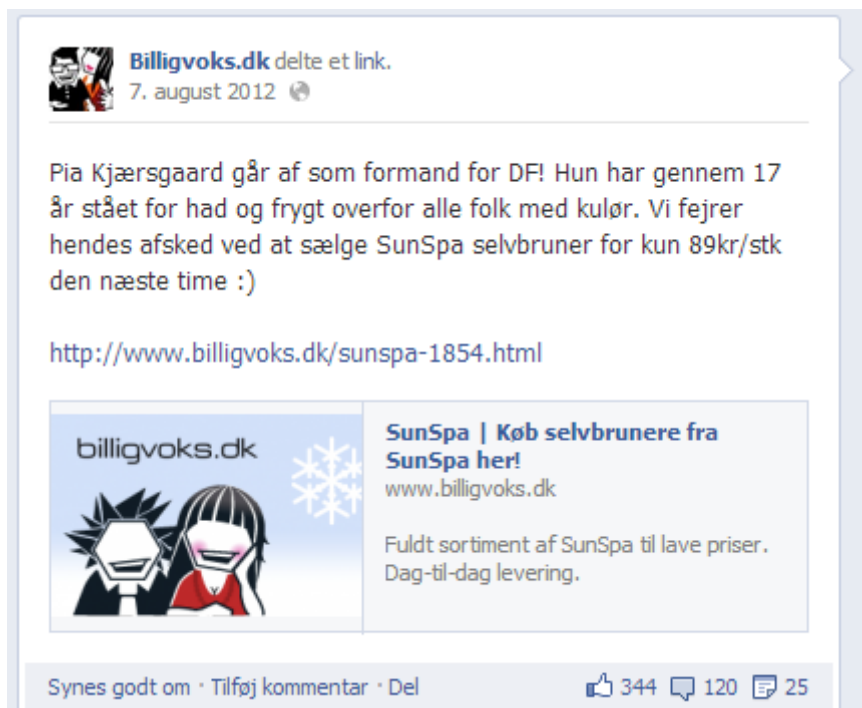 Billigvoks.dk delte et link.
7. august 2012
Pia Kjærsgaard går af som formand for DF! Hun har gennem 17
år stået for had og frygt overfor alle folk med kulør. Vi fejrer
hendes afsked ved at sælge SunSpa selvbruner for kun 89kr/stk
den næste time :)
http://www.billigvoks.dk/sunspa-1854.html
billigvoks.dk
SunSpa | Køb selvbrunere fra
SunSpa her!
www.billigvoks.dk
Fuldt sortiment af SunSpa til lave priser.
Dag-til-dag levering.
Synes godt om · Tilføj kommentar · Del 344 120 25